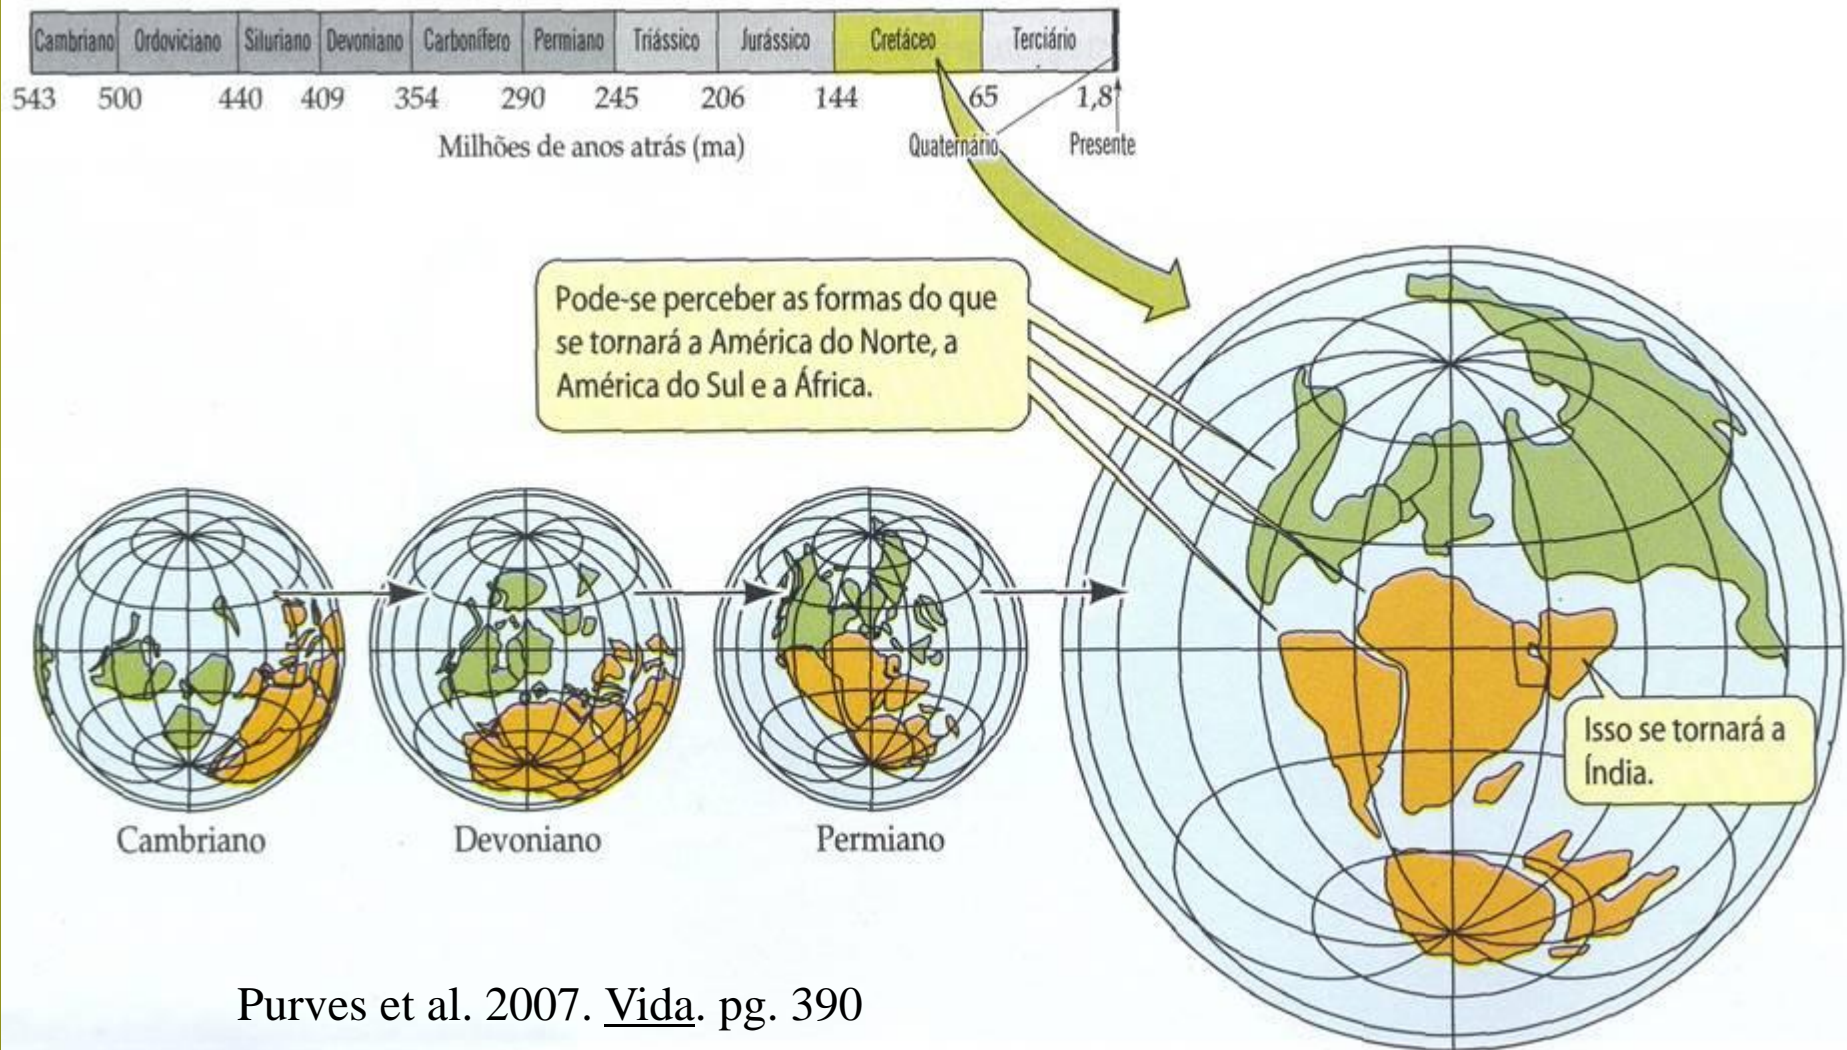 Cambriano Ordoviciano Siluriano Devoniano Carbonífero Permiano Triássico Jurássico Cretáceo Terciário
543 500 440 409 354 290 245 206 144 65 1,8
Milhões de anos atrás (ma)
Quaternário
Presente
Pode-se perceber as formas do que
se tornará a América do Norte, a
América do Sul e a África.
Isso se tornará a
Índia.
Cambriano
Devoniano
Permiano
Purves et al. 2007. Vida. pg. 390